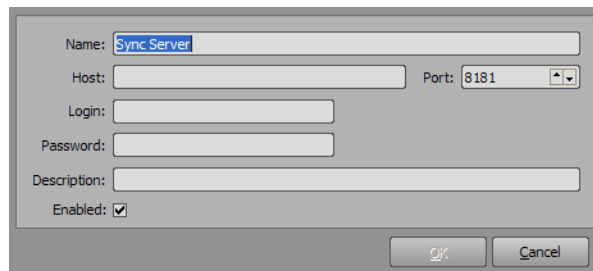 Name: Sync Server
Host: Port: 8181
Login:
Password:
Description:
Enabled:
OK Cancel